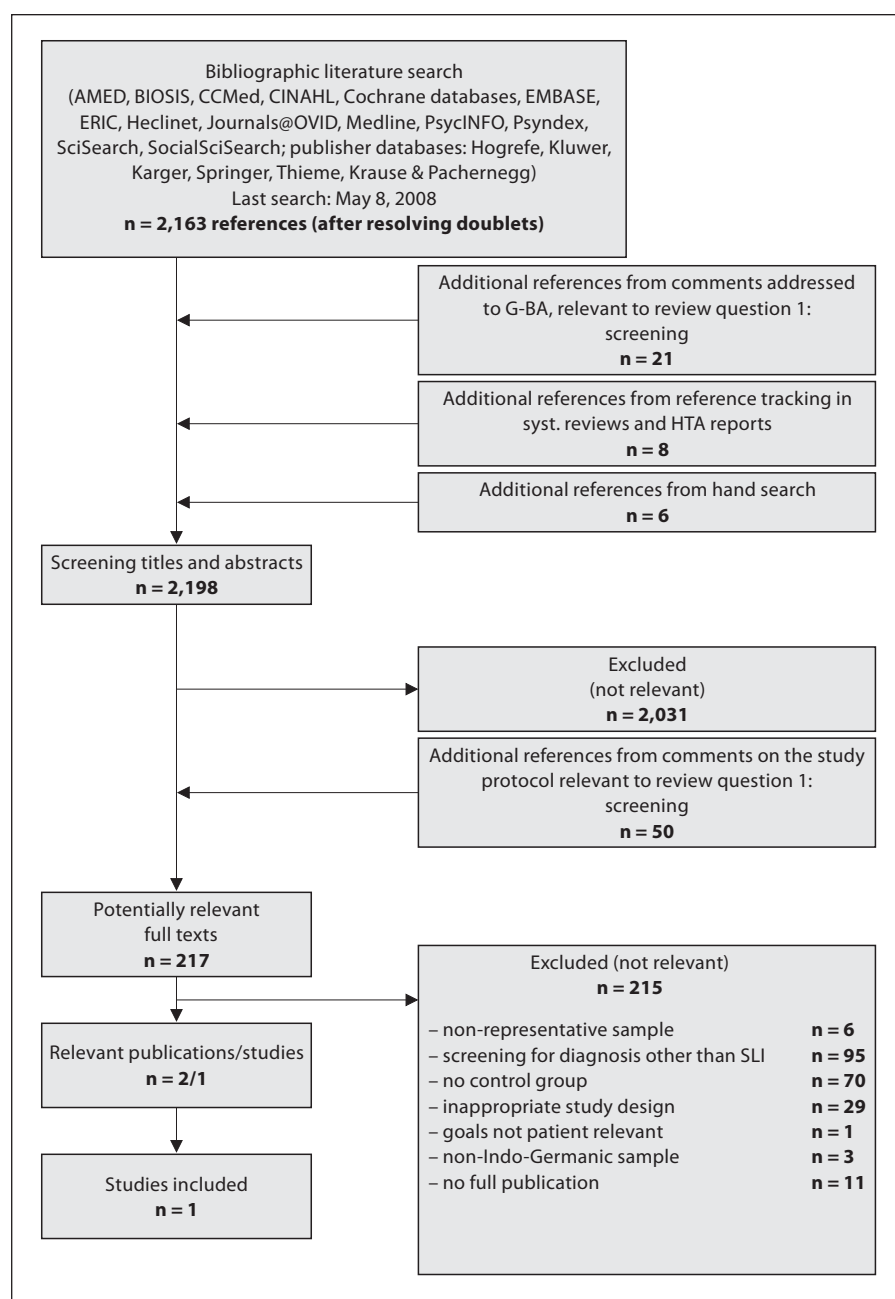 Bibliographic literature search
(AMED, BIOSIS, CCMed, CINAHL, Cochrane databases, EMBASE,
ERIC, Heclinet, Journals@OVID, Medline, PsycINFO, Psyndex,
SciSearch, SocialSciSearch; publisher databases: Hogrefe, Kluwer,
Karger, Springer, Thieme, Krause & Pachernegg)
Last search: May 8, 2008
n = 2,163 references (after resolving doublets)
Additional references from comments addressed
to G-BA, relevant to review question 1:
screening
n = 21
Additional references from reference tracking in
syst. reviews and HTA reports
n = 8
Additional references from hand search
n = 6
Screening titles and abstracts
n = 2,198
Excluded
(not relevant)
n = 2,031
Additional references from comments on the study
protocol relevant to review question 1:
screening
n = 50
Potentially relevant
full texts
n = 217
Excluded (not relevant)
n = 215
– non-representative sample n = 6
– screening for diagnosis other than SLI n = 95
– no control group n = 70
– inappropriate study design n = 29
– goals not patient relevant n = 1
– non-Indo-Germanic sample n = 3
– no full publication n = 11
Relevant publications/studies
n = 2/1
Studies included
n = 1